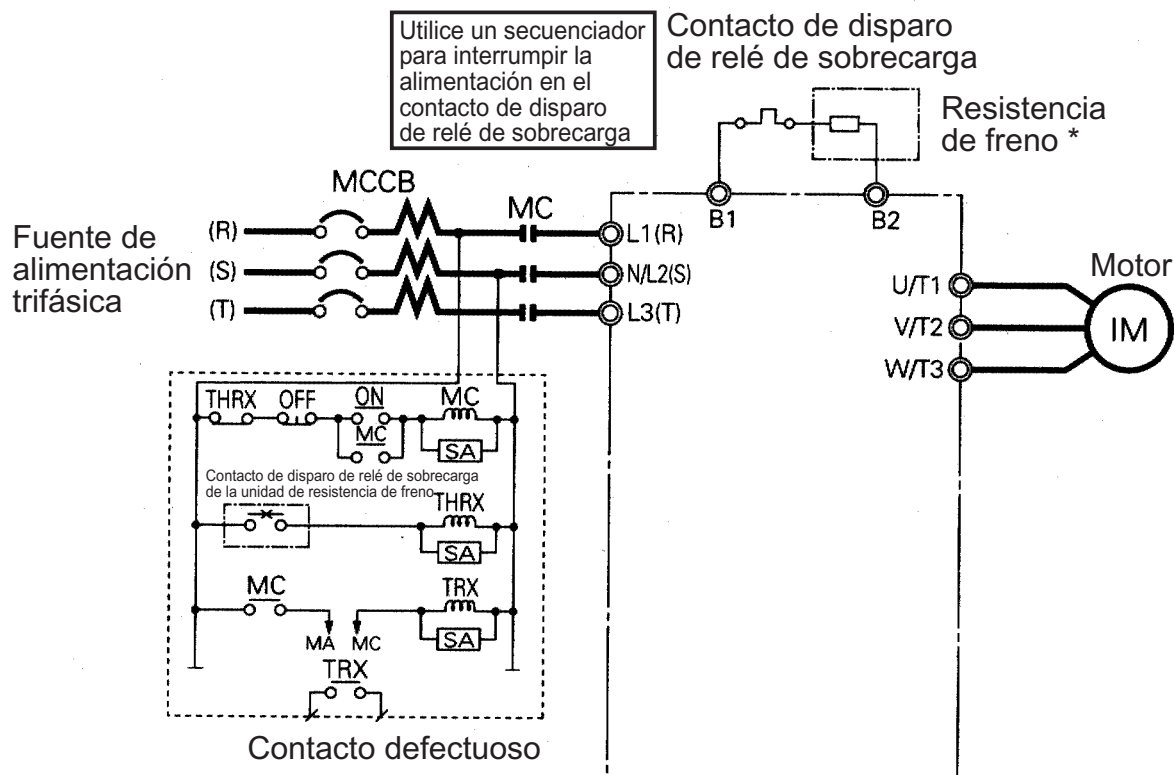 Utilice un secuenciador
para interrumpir la
alimentación en el
contacto de disparo
de relé de sobrecarga
Contacto de disparo
de relé de sobrecarga
Resistencia
de freno *
B1
B2
MCCB
MC
Fuente de
alimentación
trifásica
(R)
(S)
(T)
L1(R)
N/L2(S)
L3(T)
U/T1
V/T2
W/T3
Motor
IM
THRX
OFF
ON
MC
MC
SA
Contacto de disparo de relé de sobrecarga
de la unidad de resistencia de freno
THRX
SA
MC
TRX
MA
MC
SA
TRX
Contacto defectuoso